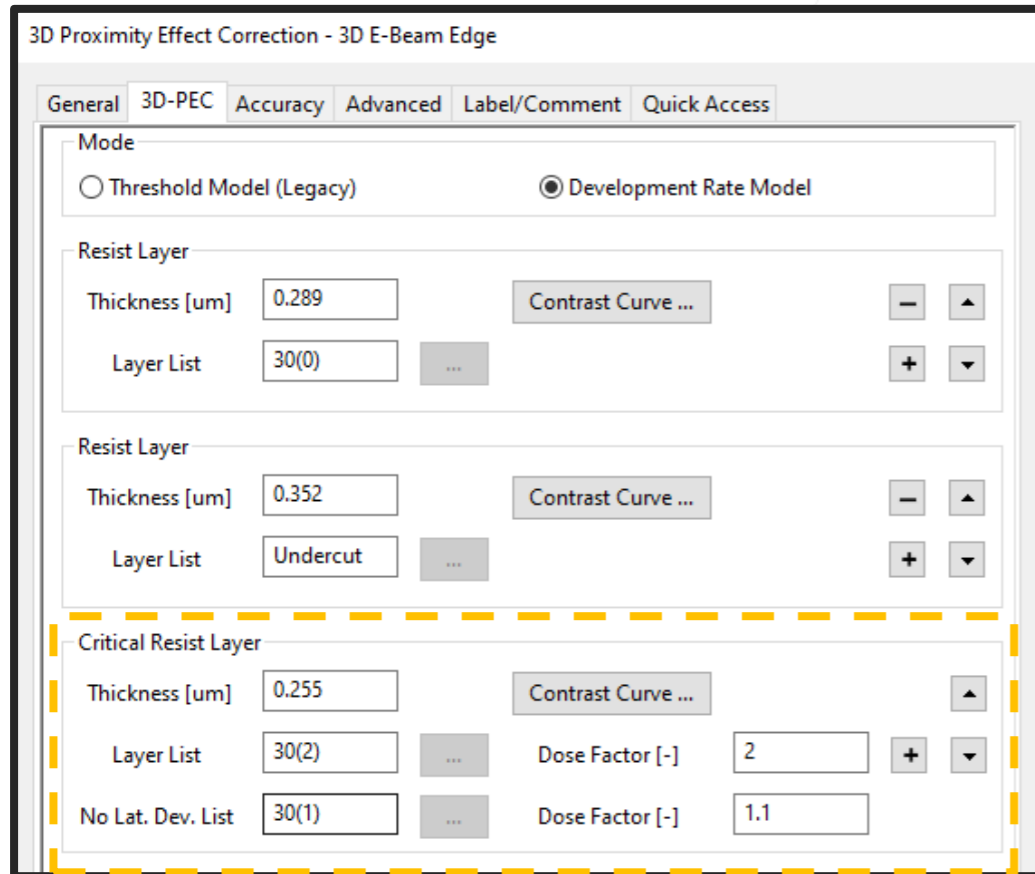 3D Proximity Effect Correction - 3D E-Beam Edge
General 3D-PEC Accuracy Advanced Label/Comment Quick Access
Mode
Threshold Model (Legacy) Development Rate Model
Resist Layer
Thickness [um] 0.289 Contrast Curve ...
Layer List 30(0) ...
Resist Layer
Thickness [um] 0.352 Contrast Curve ...
Layer List Undercut ...
Critical Resist Layer
Thickness [um] 0.255 Contrast Curve ...
Layer List 30(2) ... Dose Factor [-] 2
No Lat. Dev. List 30(1) ... Dose Factor [-] 1.1